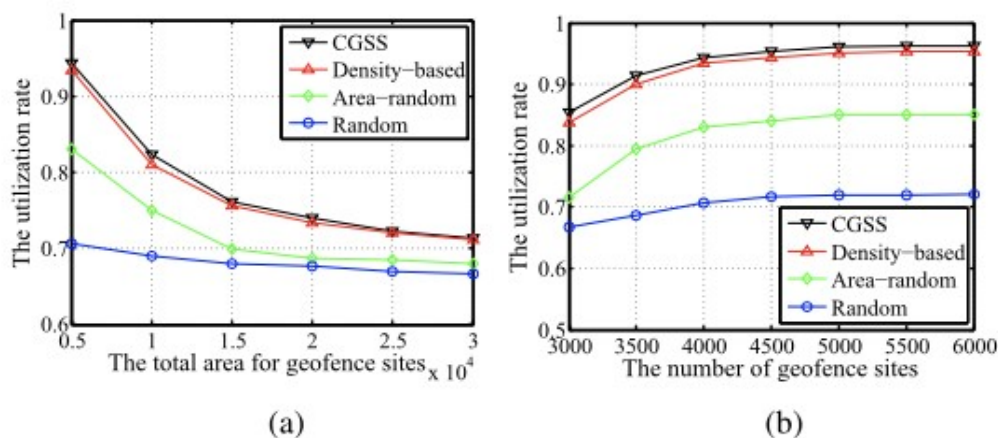 1
0.9
0.8
0.7
0.6
The utilization rate
CGSS
Density-based
Area-random
Random
0.5 1 1.5 2 2.5 3
The total area for geofence sites x 10⁴
(a)
1
0.9
0.8
0.7
0.6
0.5
The utilization rate
CGSS
Density-based
Area-random
Random
3000 3500 4000 4500 5000 5500 6000
The number of geofence sites
(b)